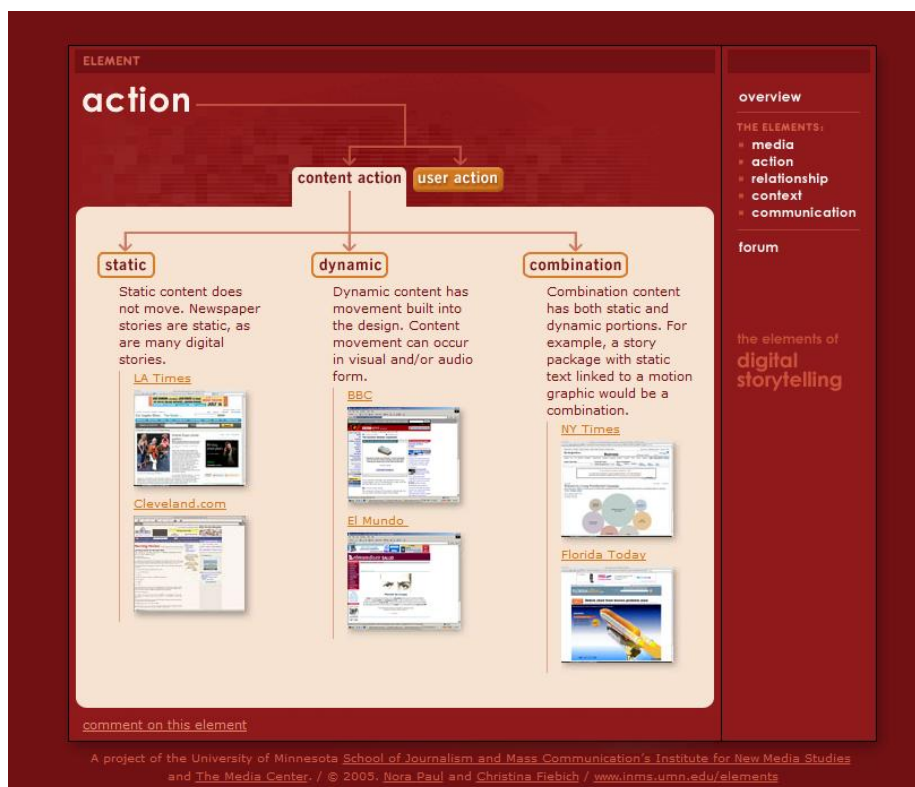 ELEMENT
action
content action
user action
static
Static content does
not move. Newspaper
stories are static, as
are many digital
stories.
LA Times
Cleveland.com
dynamic
Dynamic content has
movement built into
the design. Content
movement can occur
in visual and/or audio
form.
BBC
El Mundo
combination
Combination content
has both static and
dynamic portions. For
example, a story
package with static
text linked to a motion
graphic would be a
combination.
NY Times
Florida Today
comment on this element
overview
THE ELEMENTS:
media
action
relationship
context
communication
forum
the elements of
digital
storytelling
A project of the University of Minnesota School of Journalism and Mass Communication's Institute for New Media Studies
and The Media Center. / © 2005. Nora Paul and Christina Fiebich / www.inms.umn.edu/elements